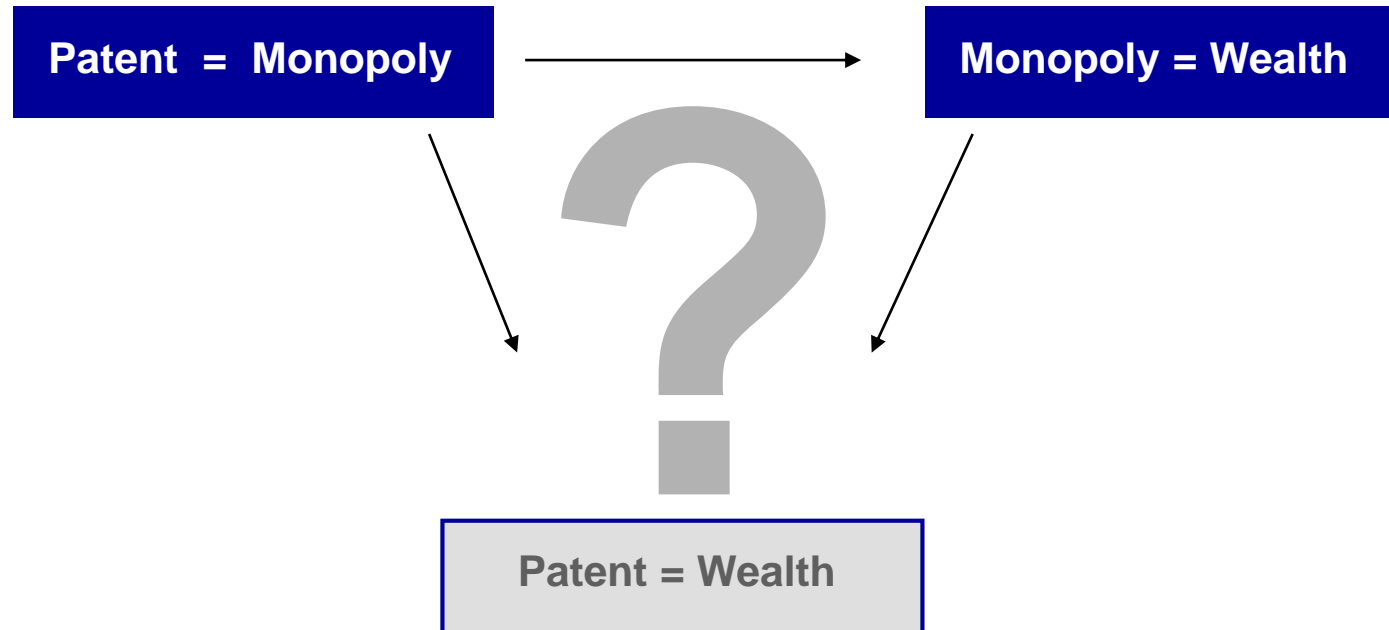 Patent = Monopoly
Monopoly = Wealth
?
Patent = Wealth